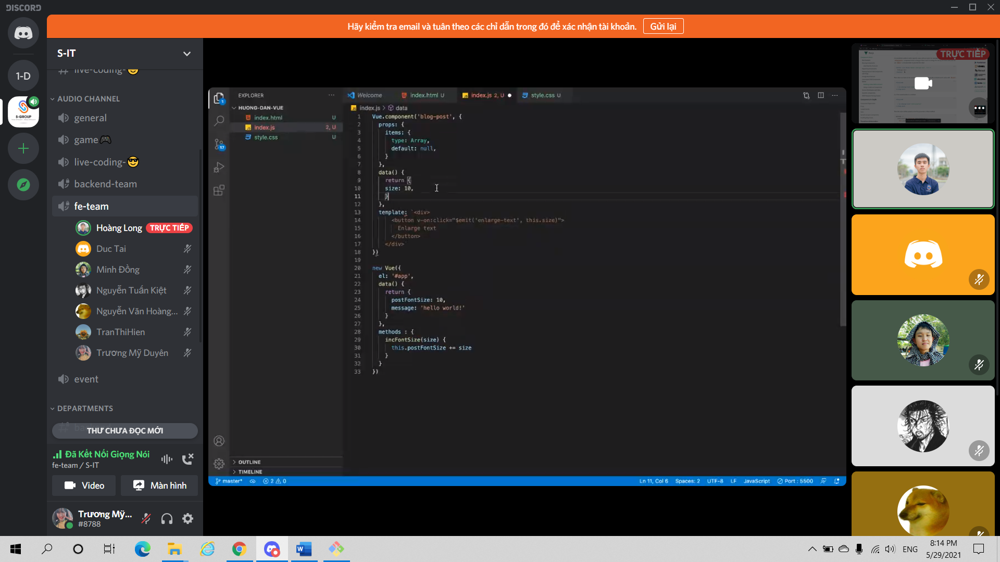 DISCORD
Hãy kiểm tra email và tuân theo các chỉ dẫn trong đó để xác nhận tài khoản.
Gửi lại
1-D
S-GROUP
S-IT
live-coding-
AUDIO CHANNEL
general
game
live-coding-
backend-team
fe-team
Hoàng Long TRỰC TIẾP
Duc Tai
Minh Đồng
Nguyễn Tuấn Kiệt
Nguyễn Văn Hoàng...
TranThiHien
Trương Mỹ Duyên
event
DEPARTMENTS
THƯ CHƯA ĐỌC MỚI
Đã Kết Nối Giọng Nói
fe-team / S-IT
Video
Màn hình
Trương Mỹ...
#8788
1
17
EXPLORER
HUONG-DAN-VUE
index.html U
index.js 2, U
style.css U
OUTLINE
TIMELINE
Welcome
index.html U
index.js 2, U
style.css U
index.js > data
1 Vue.component('blog-post', {
2 props: {
3 items: {
4 type: Array,
5 default: null,
6 }
7 },
8 data() {
9 return {
10 size: 10,
11 }
12 },
13 template: `<div>
14 <button v-on:click="$emit('enlarge-text', this.size)">
15 Enlarge text
16 </button>
17 </div>`
18 })
19
20 new Vue({
21 el: '#app',
22 data() {
23 return {
24 postFontSize: 10,
25 message: 'hello world!'
26 }
27 },
28 methods : {
29 incFontSize(size) {
30 this.postFontSize += size
31 }
32 }
33 })
master*
2 0
Ln 11, Col 6
Spaces: 2
UTF-8
LF
JavaScript
Port : 5500
TRỰC TIẾP
ENG
8:14 PM
5/29/2021